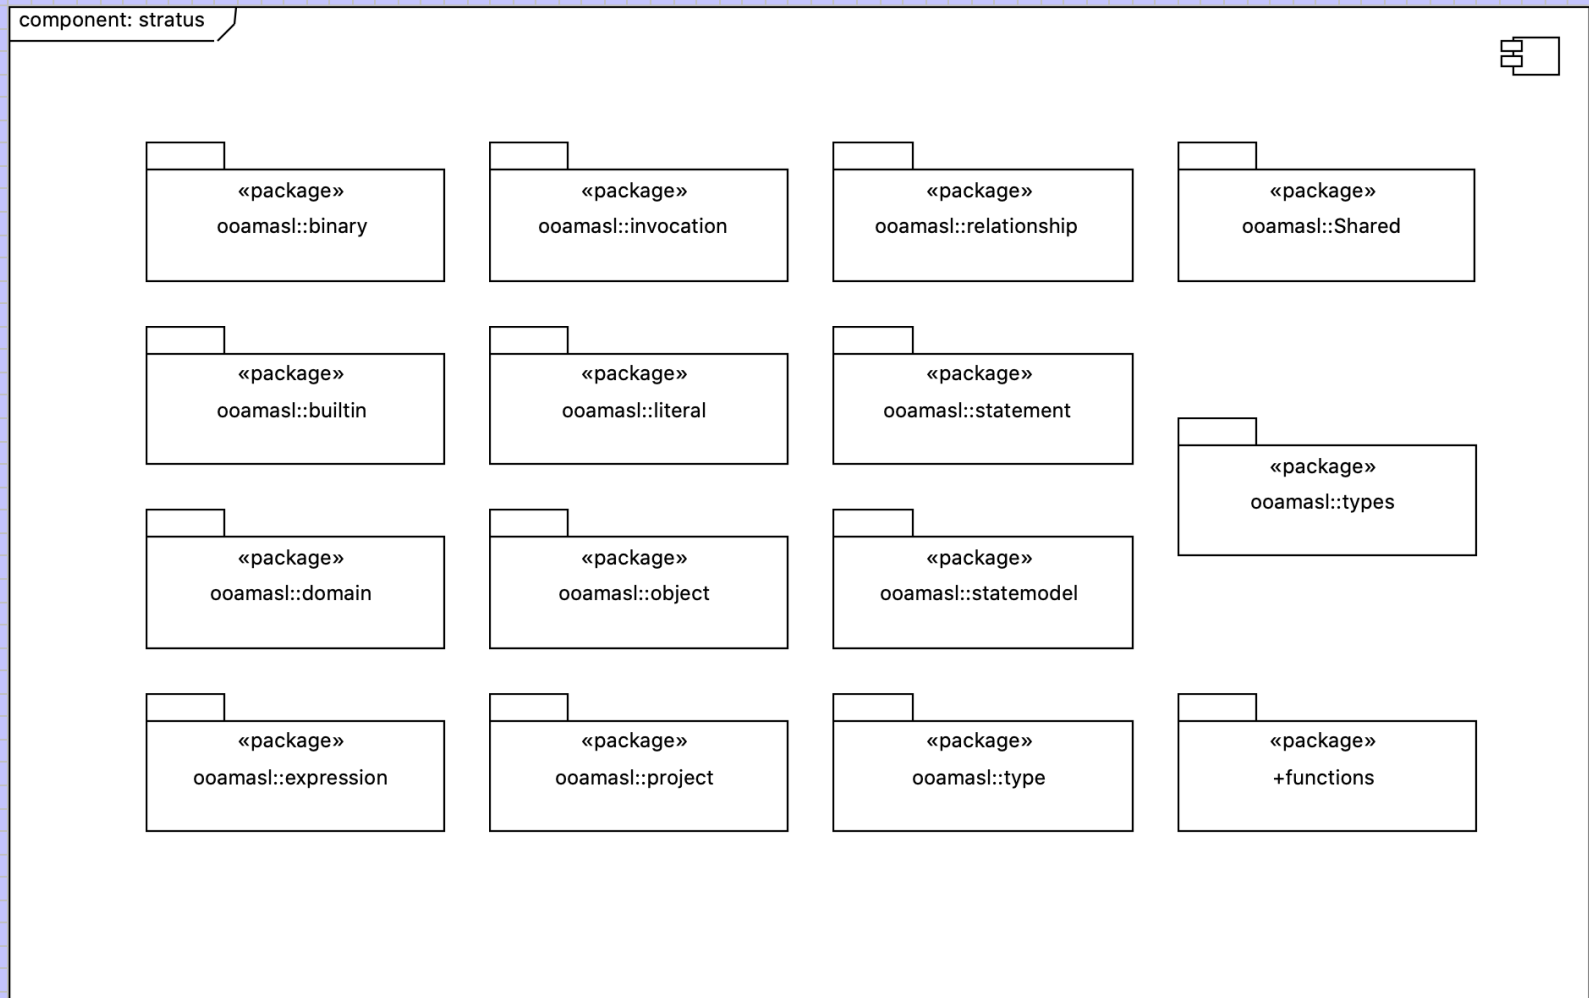 component: stratus
«package»
ooamasl::binary
«package»
ooamasl::invocation
«package»
ooamasl::relationship
«package»
ooamasl::Shared
«package»
ooamasl::builtin
«package»
ooamasl::literal
«package»
ooamasl::statement
«package»
ooamasl::types
«package»
ooamasl::domain
«package»
ooamasl::object
«package»
ooamasl::statemodel
«package»
ooamasl::expression
«package»
ooamasl::project
«package»
ooamasl::type
«package»
+functions